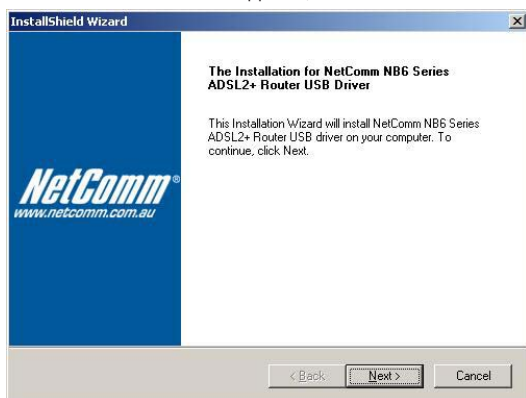 InstallShield Wizard
The Installation for NetComm NB6 Series
ADSL2+ Router USB Driver
This Installation Wizard will install NetComm NB6 Series
ADSL2+ Router USB driver on your computer. To
continue, click Next.
NetComm®
www.netcomm.com.au
< Back
Next >
Cancel